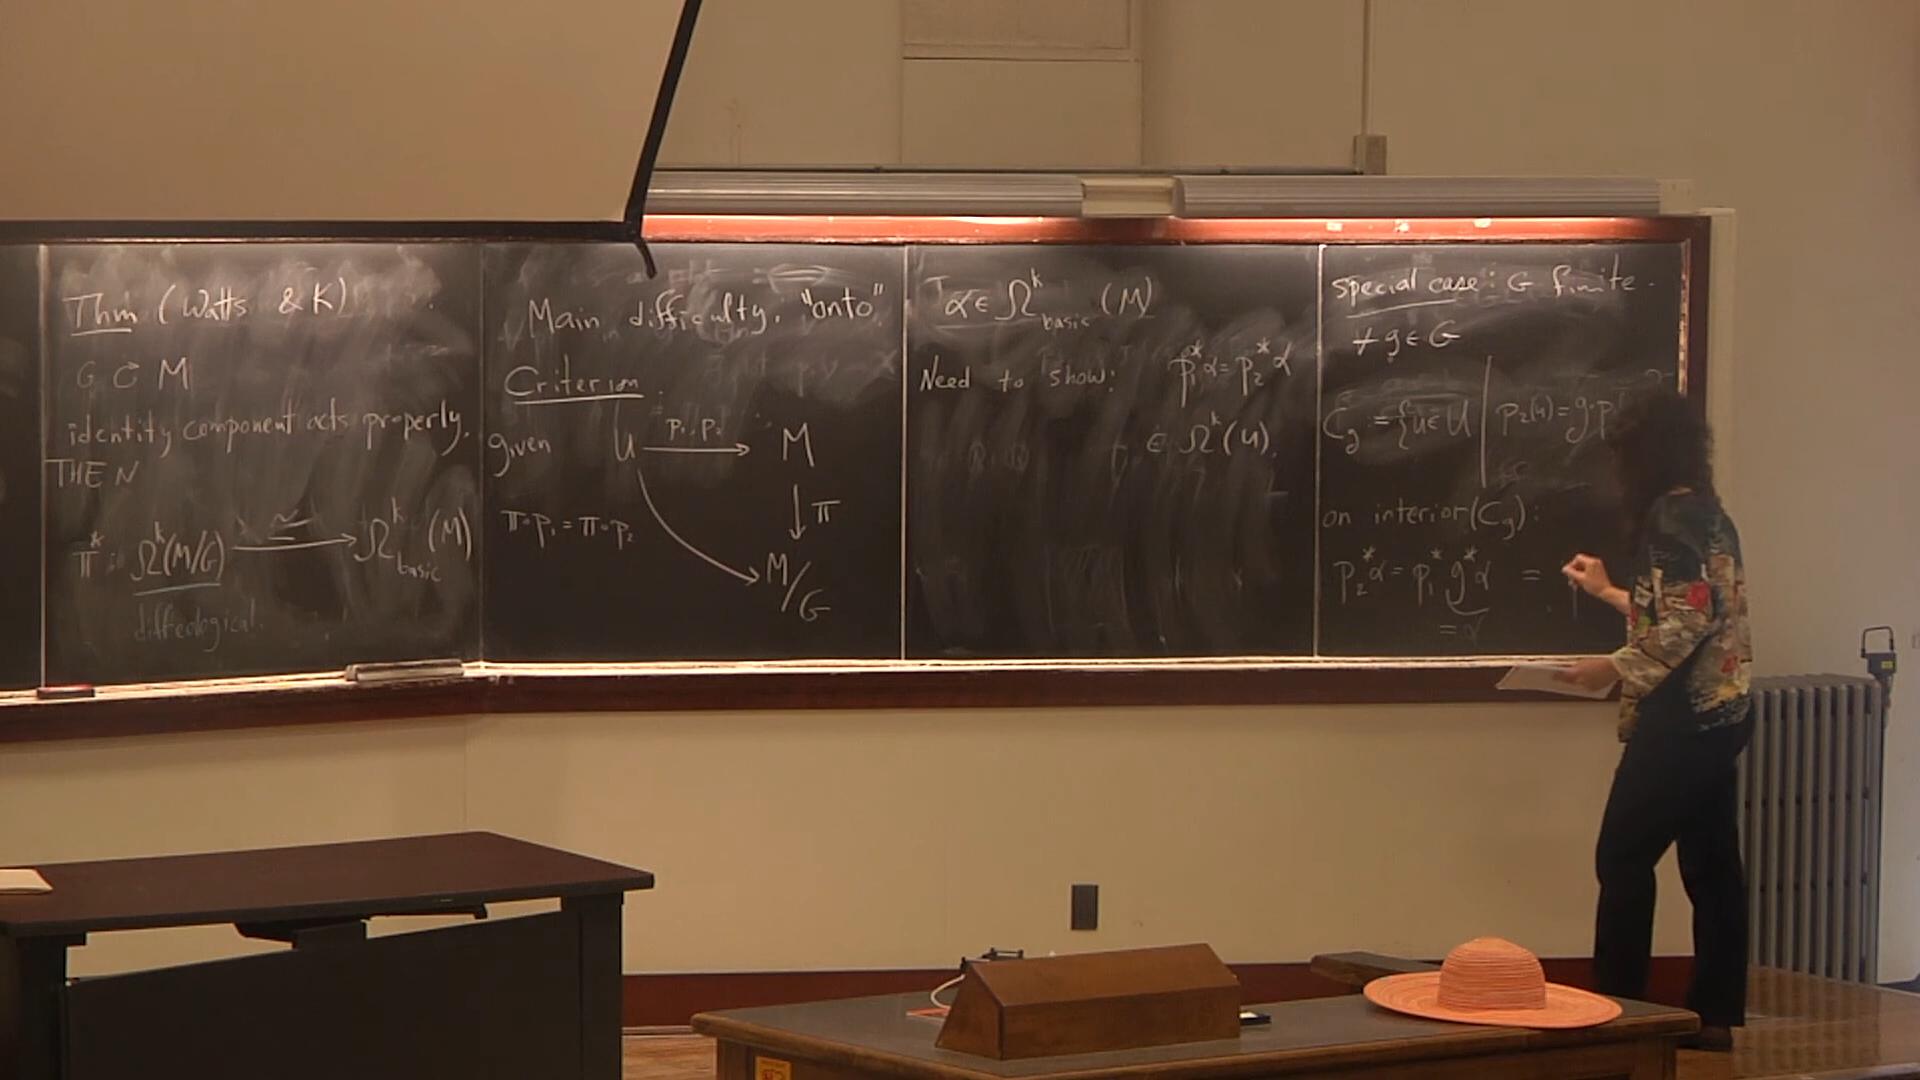 Thm (Watts & K)
G ↻ M
identity component acts properly.
THEN
π* : Ω^k(M/G) ≅→ Ω^k_basic (M)
diffeological.
Main difficulty, "onto"
Criterion
given U p₁, p₂ → M
↓ π
π∘p₁ = π∘p₂
M/G
α ∈ Ω^k_basic (M)
Need to show: p₁*α = p₂*α
∈ Ω^k(U).
special case: G finite.
∀ g ∈ G
C_g = {u ∈ U | p₂(u) = g·p
on interior(C_g):
p₂*α = p₁* g*α =
= α